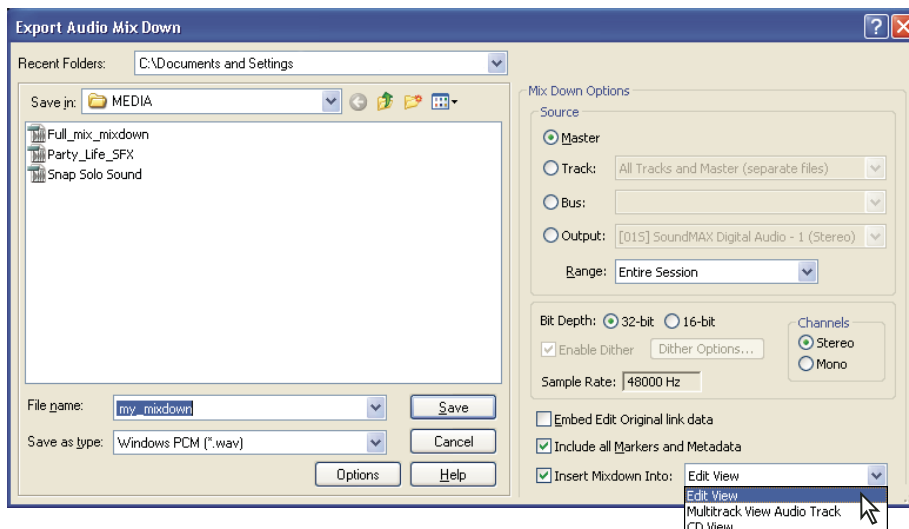 Export Audio Mix Down
Recent Folders: C:\Documents and Settings
Save in: MEDIA
Full_mix_mixdown
Party_Life_SFX
Snap Solo Sound
File name: my_mixdown Save
Save as type: Windows PCM (*.wav) Cancel
Options Help
Mix Down Options
Source
Master
Track: All Tracks and Master (separate files)
Bus:
Output: [01S] SoundMAX Digital Audio - 1 (Stereo)
Range: Entire Session
Bit Depth: 32-bit 16-bit
Enable Dither Dither Options...
Sample Rate: 48000 Hz
Channels
Stereo
Mono
Embed Edit Original link data
Include all Markers and Metadata
Insert Mixdown Into: Edit View
Edit View
Multitrack View Audio Track
CD View